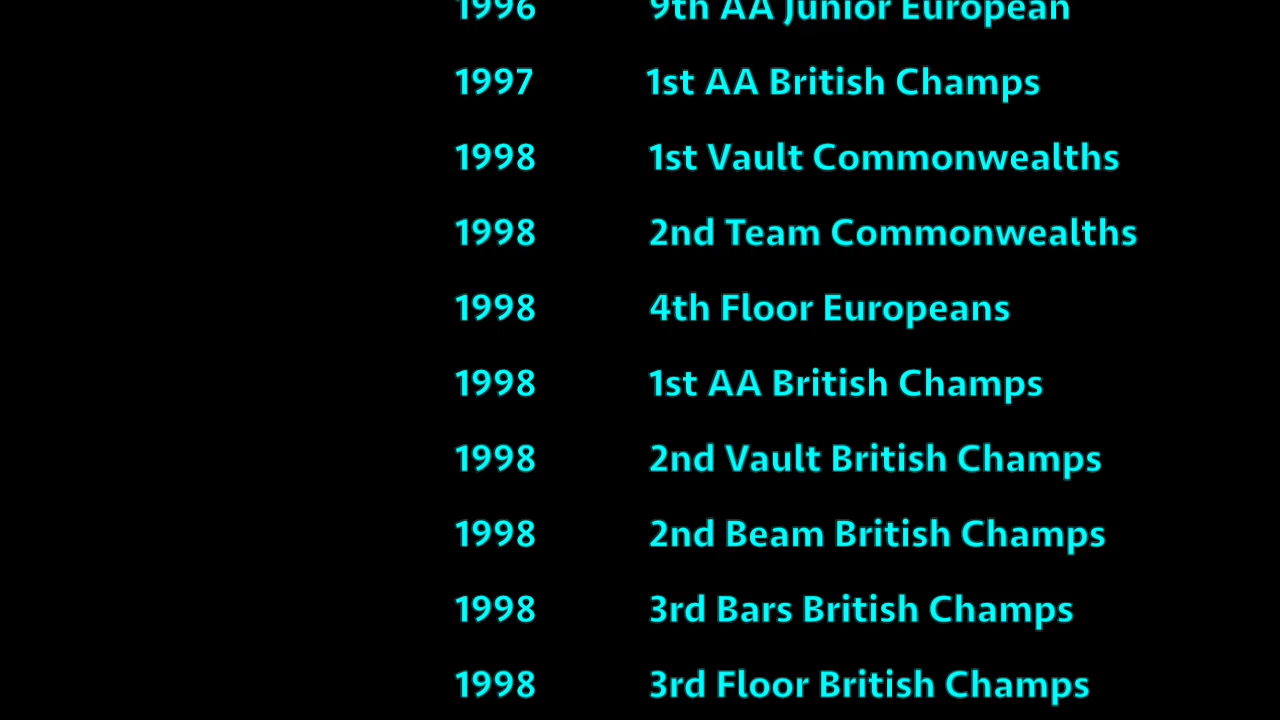 1996 9th AA Junior European
1997 1st AA British Champs
1998 1st Vault Commonwealths
1998 2nd Team Commonwealths
1998 4th Floor Europeans
1998 1st AA British Champs
1998 2nd Vault British Champs
1998 2nd Beam British Champs
1998 3rd Bars British Champs
1998 3rd Floor British Champs